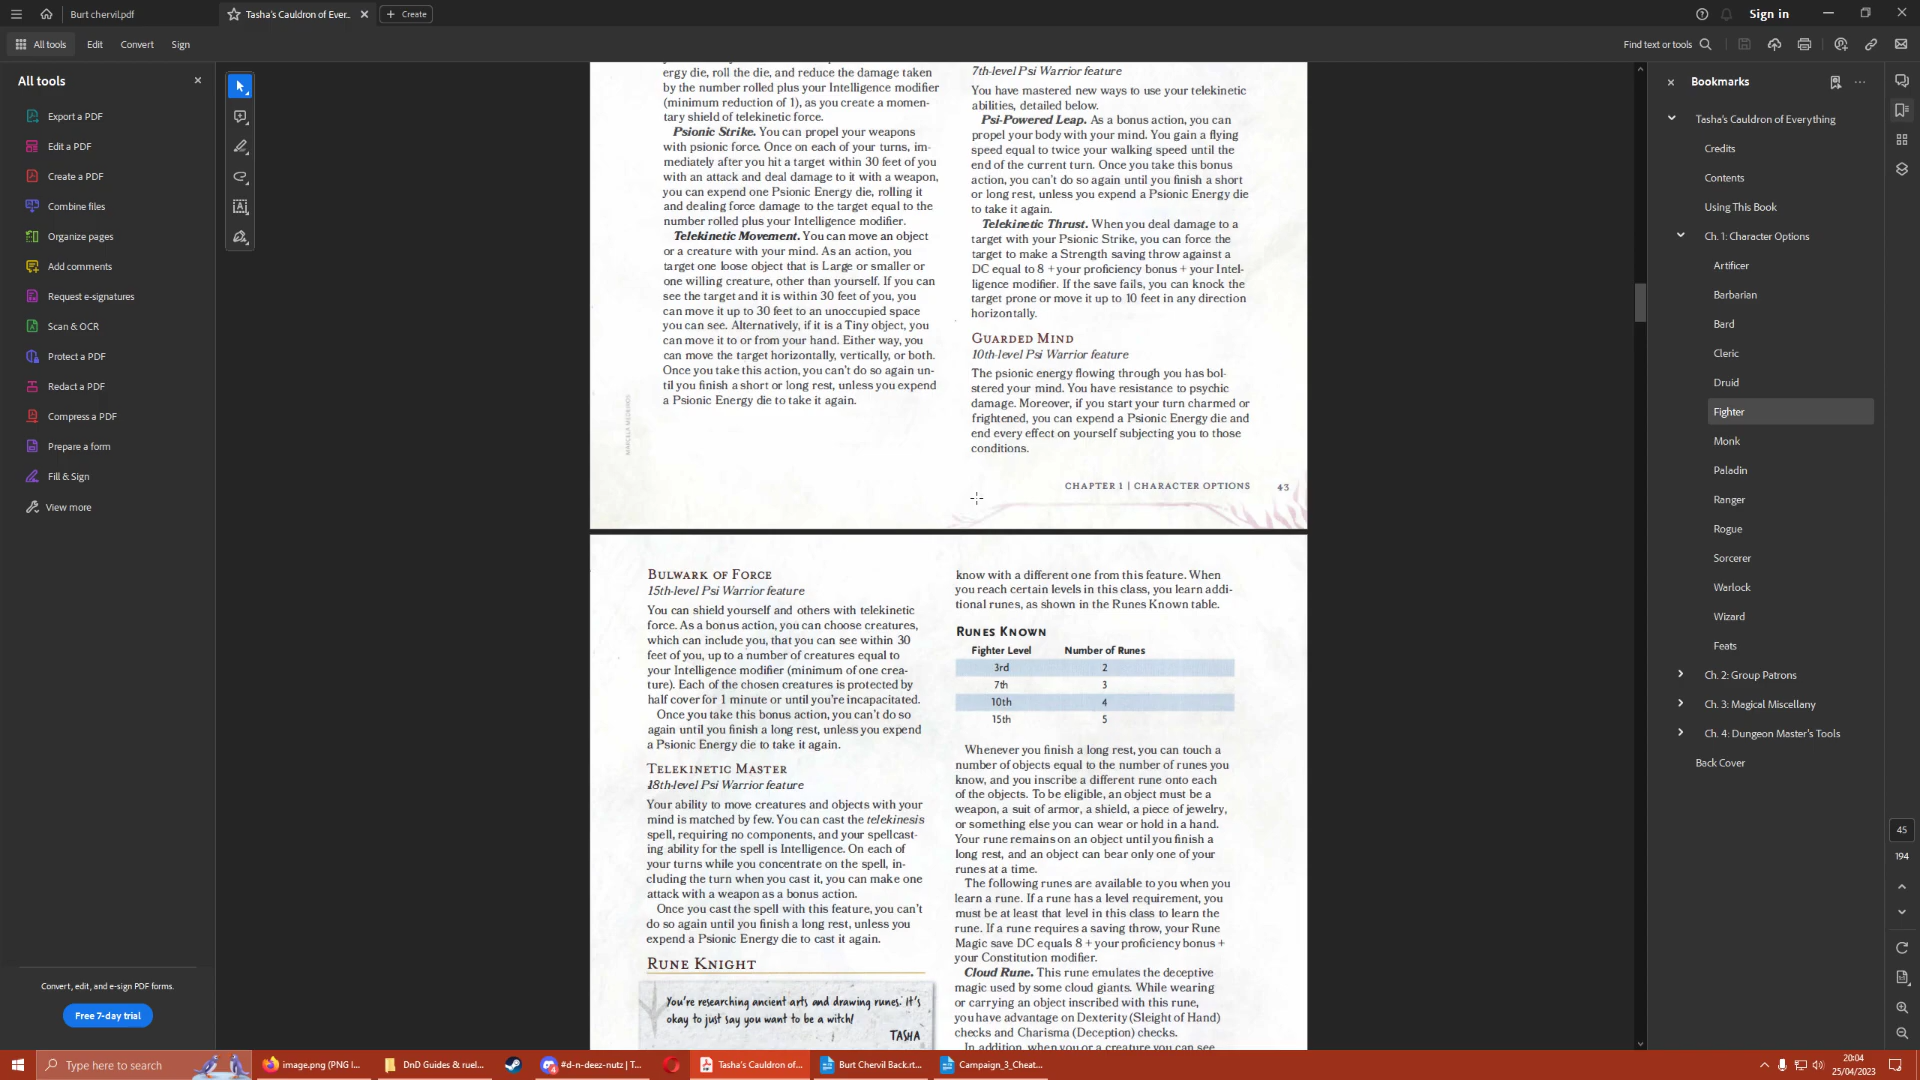 Burt chervil.pdf
Tasha's Cauldron of Ever...
Create
Sign in
All tools
Edit
Convert
Sign
Find text or tools
All tools
Export a PDF
Edit a PDF
Create a PDF
Combine files
Organize pages
Add comments
Request e-signatures
Scan & OCR
Protect a PDF
Redact a PDF
Compress a PDF
Prepare a form
Fill & Sign
View more
Convert, edit, and e-sign PDF forms.
Free 7-day trial
ergy die, roll the die, and reduce the damage taken
by the number rolled plus your Intelligence modifier
(minimum reduction of 1), as you create a momen-
tary shield of telekinetic force.
Psionic Strike. You can propel your weapons
with psionic force. Once on each of your turns, im-
mediately after you hit a target within 30 feet of you
with an attack and deal damage to it with a weapon,
you can expend one Psionic Energy die, rolling it
and dealing force damage to the target equal to the
number rolled plus your Intelligence modifier.
Telekinetic Movement. You can move an object
or a creature with your mind. As an action, you
target one loose object that is Large or smaller or
one willing creature, other than yourself. If you can
see the target and it is within 30 feet of you, you
can move it up to 30 feet to an unoccupied space
you can see. Alternatively, if it is a Tiny object, you
can move it to or from your hand. Either way, you
can move the target horizontally, vertically, or both.
Once you take this action, you can't do so again un-
til you finish a short or long rest, unless you expend
a Psionic Energy die to take it again.
7th-level Psi Warrior feature
You have mastered new ways to use your telekinetic
abilities, detailed below.
Psi-Powered Leap. As a bonus action, you can
propel your body with your mind. You gain a flying
speed equal to twice your walking speed until the
end of the current turn. Once you take this bonus
action, you can't do so again until you finish a short
or long rest, unless you expend a Psionic Energy die
to take it again.
Telekinetic Thrust. When you deal damage to a
target with your Psionic Strike, you can force the
target to make a Strength saving throw against a
DC equal to 8 + your proficiency bonus + your Intel-
ligence modifier. If the save fails, you can knock the
target prone or move it up to 10 feet in any direction
horizontally.
GUARDED MIND
10th-level Psi Warrior feature
The psionic energy flowing through you has bol-
stered your mind. You have resistance to psychic
damage. Moreover, if you start your turn charmed or
frightened, you can expend a Psionic Energy die and
end every effect on yourself subjecting you to those
conditions.
CHAPTER 1 | CHARACTER OPTIONS 43
BULWARK OF FORCE
15th-level Psi Warrior feature
You can shield yourself and others with telekinetic
force. As a bonus action, you can choose creatures,
which can include you, that you can see within 30
feet of you, up to a number of creatures equal to
your Intelligence modifier (minimum of one crea-
ture). Each of the chosen creatures is protected by
half cover for 1 minute or until you're incapacitated.
Once you take this bonus action, you can't do so
again until you finish a long rest, unless you expend
a Psionic Energy die to take it again.
TELEKINETIC MASTER
18th-level Psi Warrior feature
Your ability to move creatures and objects with your
mind is matched by few. You can cast the telekinesis
spell, requiring no components, and your spellcast-
ing ability for the spell is Intelligence. On each of
your turns while you concentrate on the spell, in-
cluding the turn when you cast it, you can make one
attack with a weapon as a bonus action.
Once you cast the spell with this feature, you can't
do so again until you finish a long rest, unless you
expend a Psionic Energy die to cast it again.
RUNE KNIGHT
You're researching ancient arts and drawing runes. It's
okay to just say you want to be a witch!
TASHA
know with a different one from this feature. When
you reach certain levels in this class, you learn addi-
tional runes, as shown in the Runes Known table.
RUNES KNOWN
Fighter Level Number of Runes
3rd 2
7th 3
10th 4
15th 5
Whenever you finish a long rest, you can touch a
number of objects equal to the number of runes you
know, and you inscribe a different rune onto each
of the objects. To be eligible, an object must be a
weapon, a suit of armor, a shield, a piece of jewelry,
or something else you can wear or hold in a hand.
Your rune remains on an object until you finish a
long rest, and an object can bear only one of your
runes at a time.
The following runes are available to you when you
learn a rune. If a rune has a level requirement, you
must be at least that level in this class to learn the
rune. If a rune requires a saving throw, your Rune
Magic save DC equals 8 + your proficiency bonus +
your Constitution modifier.
Cloud Rune. This rune emulates the deceptive
magic used by some cloud giants. While wearing
or carrying an object inscribed with this rune,
you have advantage on Dexterity (Sleight of Hand)
checks and Charisma (Deception) checks.
In addition, when you or a creature you can see
Bookmarks
Tasha's Cauldron of Everything
Credits
Contents
Using This Book
Ch. 1: Character Options
Artificer
Barbarian
Bard
Cleric
Druid
Fighter
Monk
Paladin
Ranger
Rogue
Sorcerer
Warlock
Wizard
Feats
Ch. 2: Group Patrons
Ch. 3: Magical Miscellany
Ch. 4: Dungeon Master's Tools
Back Cover
45
194
Type here to search
image.png (PNG I...
DnD Guides & ruel...
#d-n-deez-nutz | T...
Tasha's Cauldron of...
Burt Chervil Back.rt...
Campaign_3_Cheat...
20:04
25/04/2023